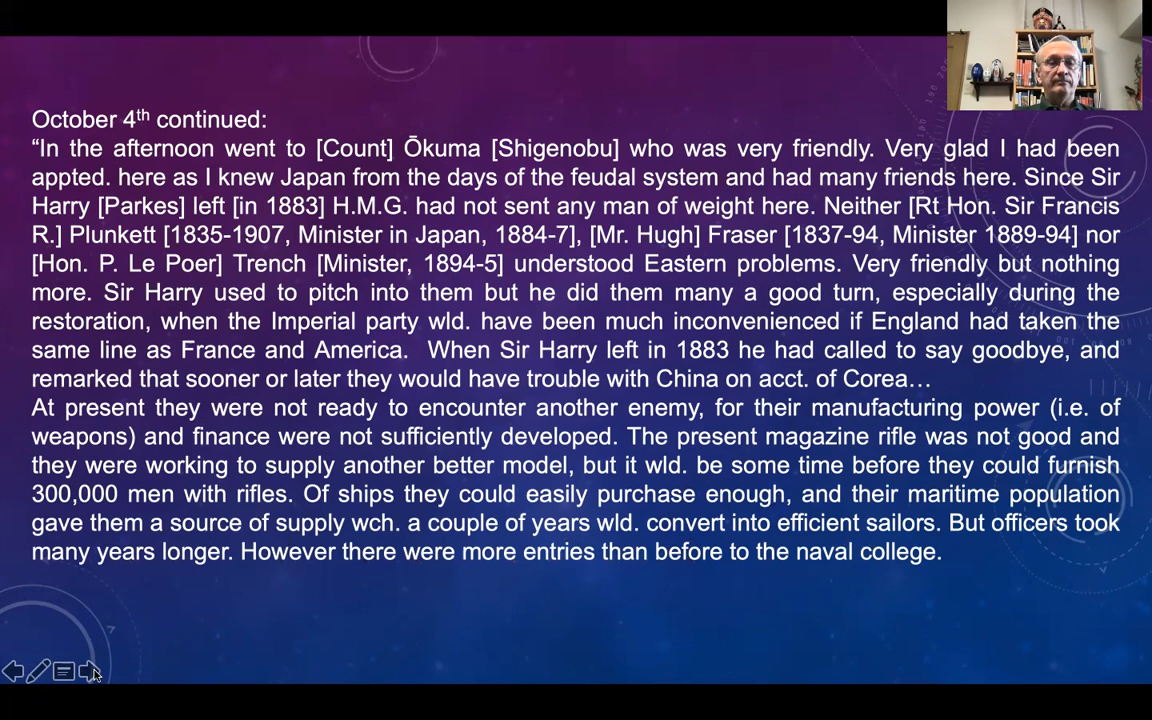 October 4th continued:
“In the afternoon went to [Count] Ōkuma [Shigenobu] who was very friendly. Very glad I had been
appted. here as I knew Japan from the days of the feudal system and had many friends here. Since Sir
Harry [Parkes] left [in 1883] H.M.G. had not sent any man of weight here. Neither [Rt Hon. Sir Francis
R.] Plunkett [1835-1907, Minister in Japan, 1884-7], [Mr. Hugh] Fraser [1837-94, Minister 1889-94] nor
[Hon. P. Le Poer] Trench [Minister, 1894-5] understood Eastern problems. Very friendly but nothing
more. Sir Harry used to pitch into them but he did them many a good turn, especially during the
restoration, when the Imperial party wld. have been much inconvenienced if England had taken the
same line as France and America. When Sir Harry left in 1883 he had called to say goodbye, and
remarked that sooner or later they would have trouble with China on acct. of Corea…
At present they were not ready to encounter another enemy, for their manufacturing power (i.e. of
weapons) and finance were not sufficiently developed. The present magazine rifle was not good and
they were working to supply another better model, but it wld. be some time before they could furnish
300,000 men with rifles. Of ships they could easily purchase enough, and their maritime population
gave them a source of supply wch. a couple of years wld. convert into efficient sailors. But officers took
many years longer. However there were more entries than before to the naval college.